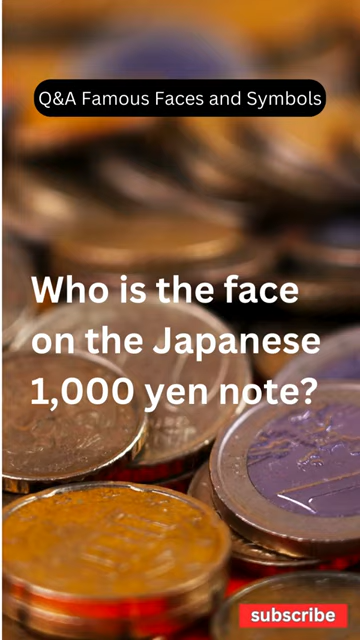 Q&A Famous Faces and Symbols
Who is the face
on the Japanese
1,000 yen note?
subscribe